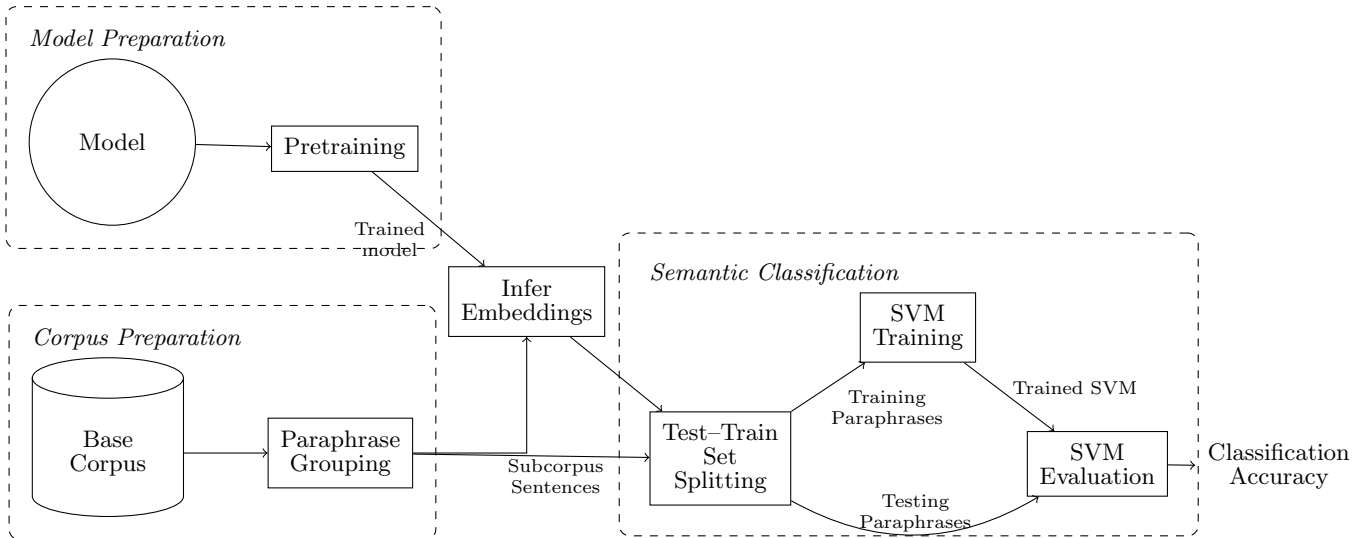 Model Preparation
Model
Pretraining
Trained
model
Infer
Embeddings
Corpus Preparation
Base
Corpus
Paraphrase
Grouping
Subcorpus
Sentences
Semantic Classification
Test–Train
Set
Splitting
SVM
Training
Training
Paraphrases
Trained SVM
Testing
Paraphrases
SVM
Evaluation
Classification
Accuracy